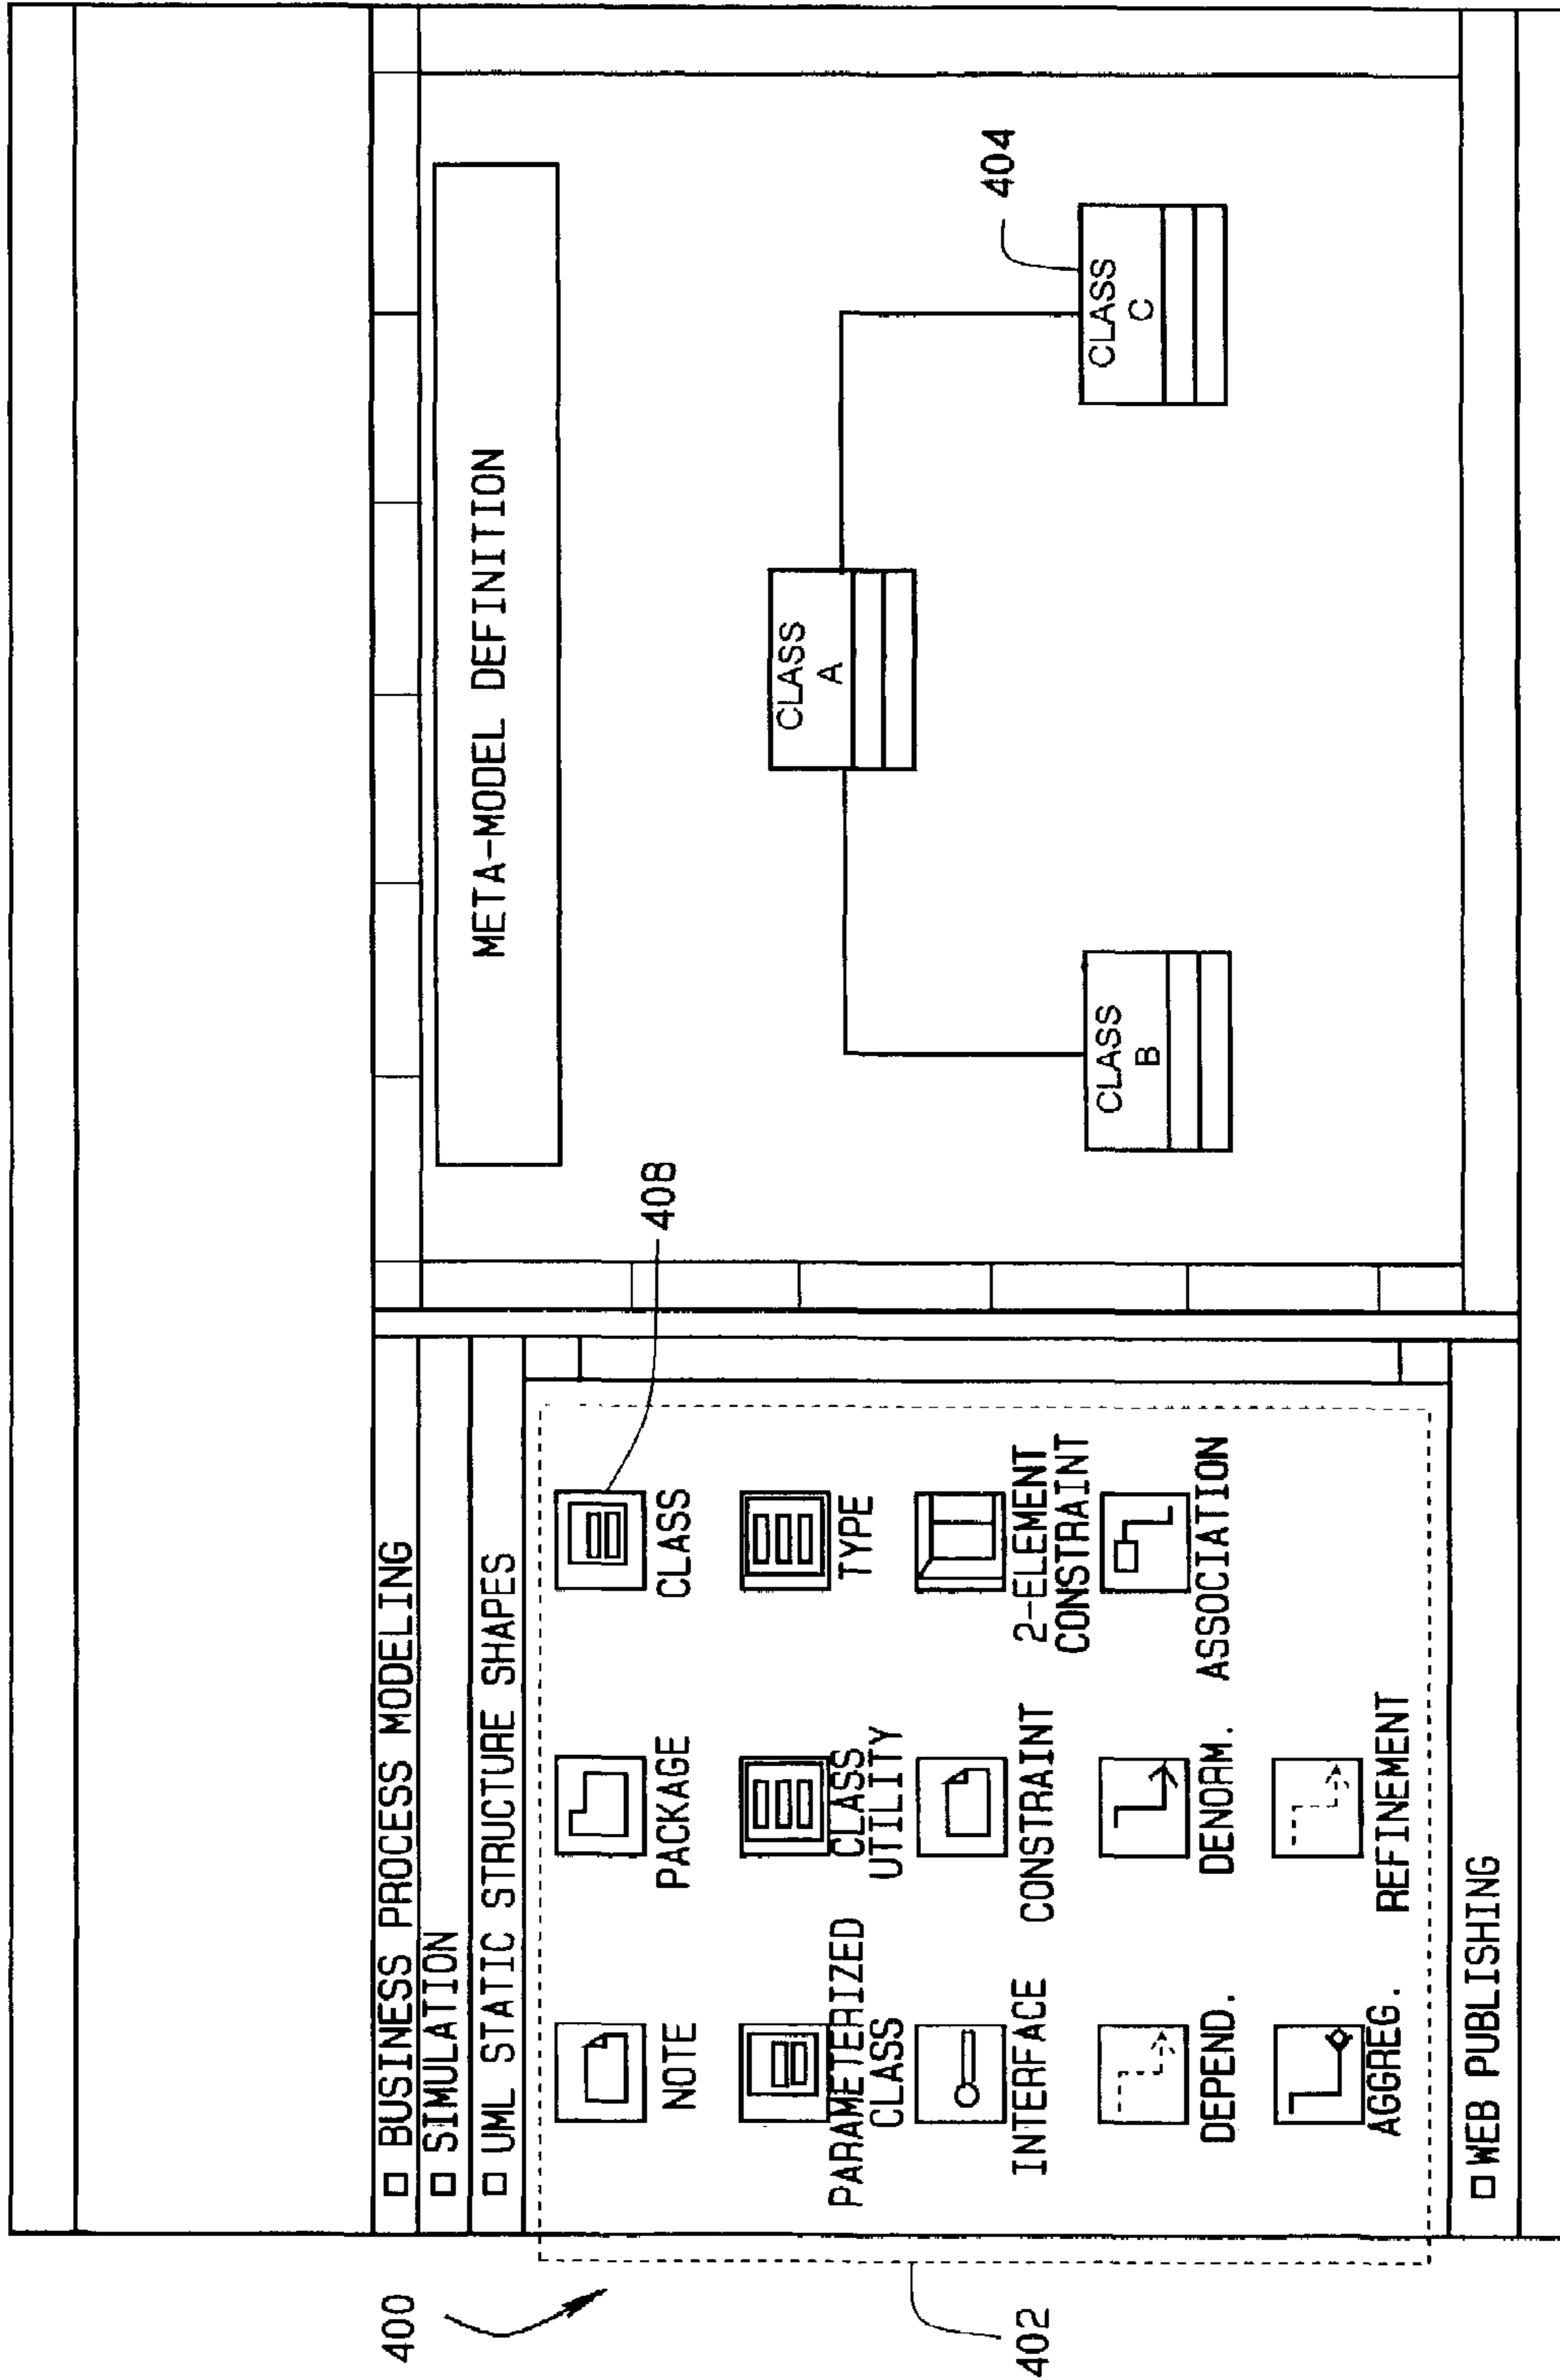 400
402
□ BUSINESS PROCESS MODELING
□ SIMULATION
□ UML STATIC STRUCTURE SHAPES
NOTE
PACKAGE
CLASS
408
PARAMETERIZED
CLASS
CLASS
UTILITY
TYPE
INTERFACE
CONSTRAINT
2-ELEMENT
CONSTRAINT
DEPEND.
DENORM.
ASSOCIATION
AGGREG.
REFINEMENT
□ WEB PUBLISHING
META-MODEL DEFINITION
CLASS
A
CLASS
B
CLASS
C
404